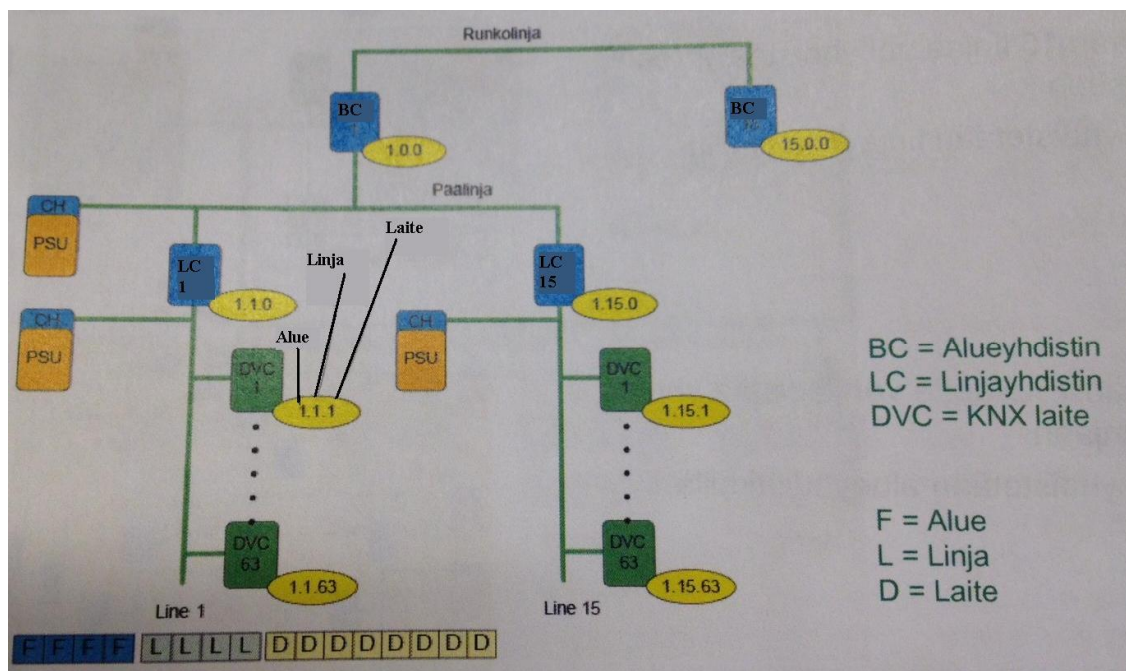 Runkolinja
BC
BC
1.0.0
15.0.0
Päälinja
CH
PSU
Laite
Linja
LC
1
LC
15
1.1.0
1.15.0
CH
PSU
CH
PSU
Alue
DVC
1
DVC
1
1.1.1
1.15.1
BC = Alueyhdistin
LC = Linjayhdistin
DVC = KNX laite
DVC
63
DVC
63
1.1.63
1.15.63
F = Alue
L = Linja
D = Laite
Line 1
Line 15
F F F F L L L L D D D D D D D D